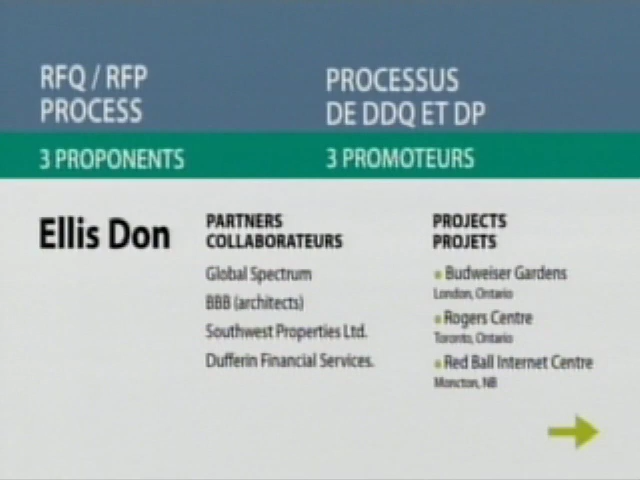 RFQ / RFP
PROCESS
PROCESSUS
DE DDQ ET DP
3 PROPONENTS
3 PROMOTEURS
Ellis Don
PARTNERS
COLLABORATEURS
Global Spectrum
BBB (architects)
Southwest Properties Ltd.
Dufferin Financial Services.
PROJECTS
PROJETS
Budweiser Gardens
London, Ontario
Rogers Centre
Toronto, Ontario
Red Ball Internet Centre
Moncton, NB